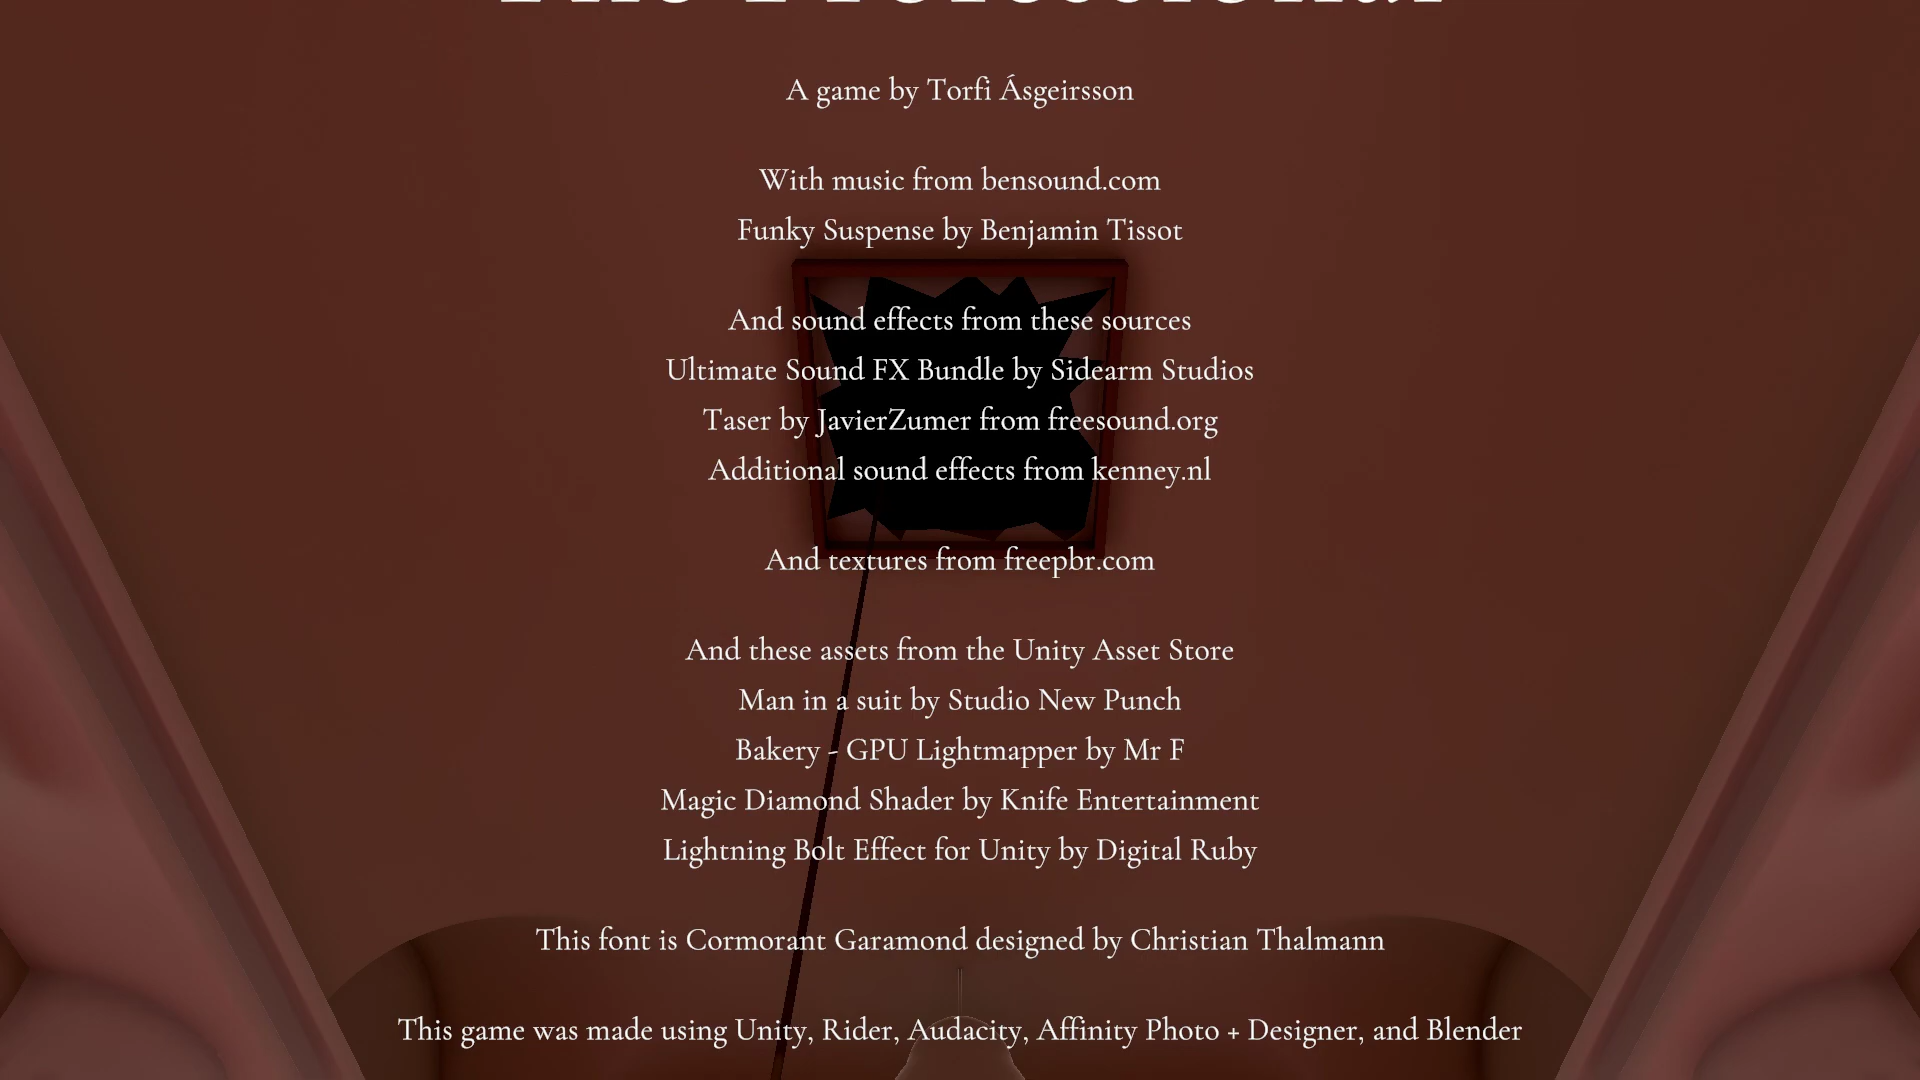 The Professional
A game by Torfi Ásgeirsson
With music from bensound.com
Funky Suspense by Benjamin Tissot
And sound effects from these sources
Ultimate Sound FX Bundle by Sidearm Studios
Taser by JavierZumer from freesound.org
Additional sound effects from kenney.nl
And textures from freepbr.com
And these assets from the Unity Asset Store
Man in a suit by Studio New Punch
Bakery - GPU Lightmapper by Mr F
Magic Diamond Shader by Knife Entertainment
Lightning Bolt Effect for Unity by Digital Ruby
This font is Cormorant Garamond designed by Christian Thalmann
This game was made using Unity, Rider, Audacity, Affinity Photo + Designer, and Blender